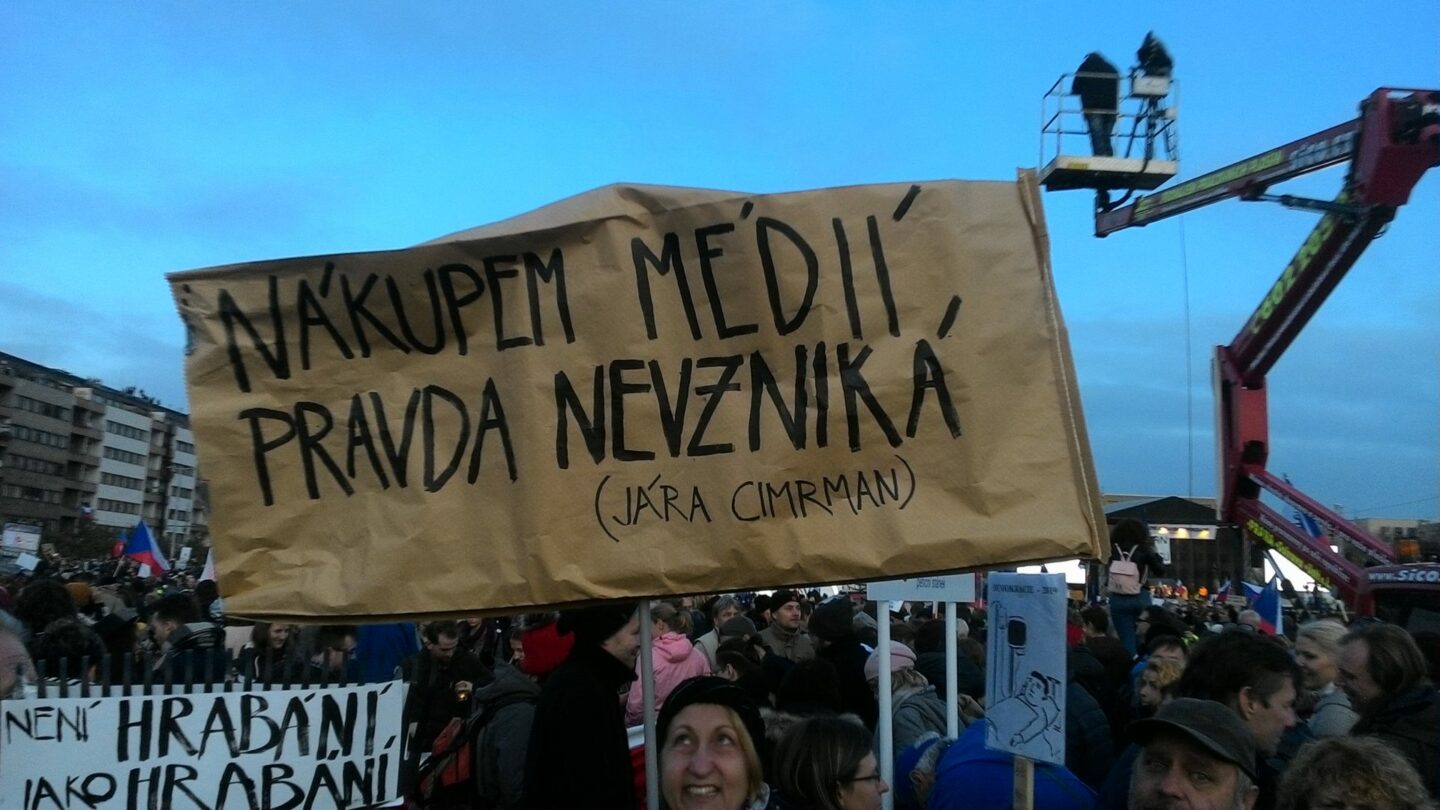 NÁKUPEM MÉDIÍ,
PRAVDA NEVZNIKÁ
(JÁRA CIMRMAN)
NENÍ HRABÁNÍ,
JAKO HRABÁNÍ